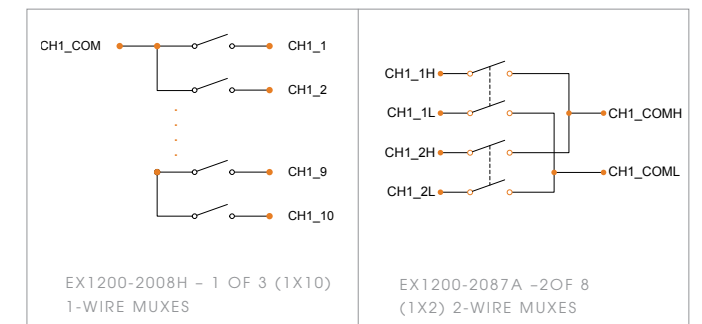 CH1_COM
CH1_1
CH1_2
CH1_9
CH1_10
EX1200-2008H – 1 OF 3 (1X10)
1-WIRE MUXES
CH1_1H
CH1_1L
CH1_2H
CH1_2L
CH1_COMH
CH1_COML
EX1200-2087A –2OF 8
(1X2) 2-WIRE MUXES